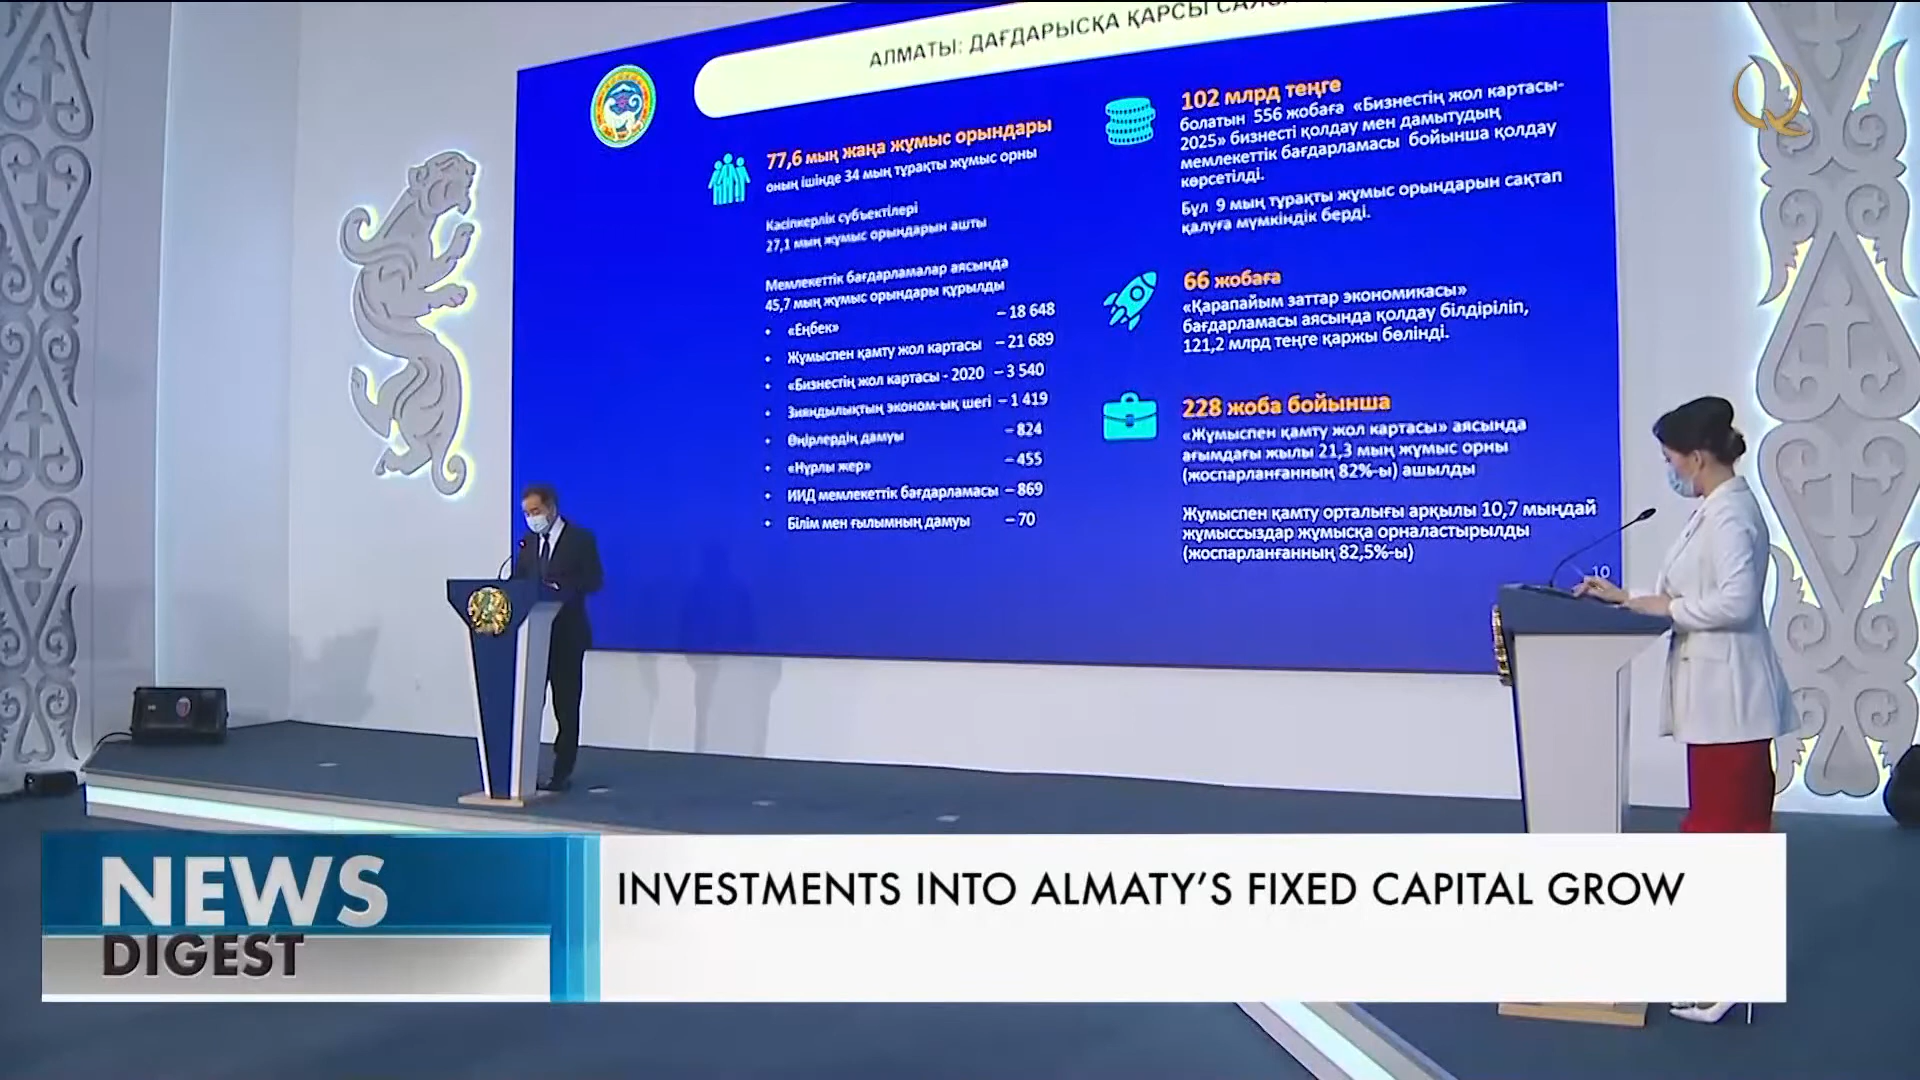 АЛМАТЫ: ДАҒДАРЫСҚА ҚАРСЫ
77,6 мың жаңа жұмыс орындары
оның ішінде 34 мың тұрақты жұмыс орны
Кәсіпкерлік субъектілері
27,1 мың жұмыс орындарын ашты
Мемлекеттік бағдарламалар аясында
45,7 мың жұмыс орындары құрылды
• «Еңбек» – 18 648
• Жұмыспен қамту жол картасы – 21 689
• «Бизнестің жол картасы - 2020 – 3 540
• Зияндылықтың эконом-ық шегі – 1 419
• Өңірлердің дамуы – 824
• «Нұрлы жер» – 455
• ИИД мемлекеттік бағдарламасы – 869
• Білім мен ғылымның дамуы – 70
102 млрд теңге
болатын 556 жобаға «Бизнестің жол картасы-
2025» бизнесті қолдау мен дамытудың
мемлекеттік бағдарламасы бойынша қолдау
көрсетілді.
Бұл 9 мың тұрақты жұмыс орындарын сақтап
қалуға мүмкіндік берді.
66 жобаға
«Қарапайым заттар экономикасы»
бағдарламасы аясында қолдау білдіріліп,
121,2 млрд теңге қаржы бөлінді.
228 жоба бойынша
«Жұмыспен қамту жол картасы» аясында
ағымдағы жылы 21,3 мың жұмыс орны
(жоспарланғанның 82%-ы) ашылды
Жұмыспен қамту орталығы арқылы 10,7 мыңдай
жұмыссыздар жұмысқа орналастырылды
(жоспарланғанның 82,5%-ы)
10
NEWS
DIGEST
INVESTMENTS INTO ALMATY’S FIXED CAPITAL GROW